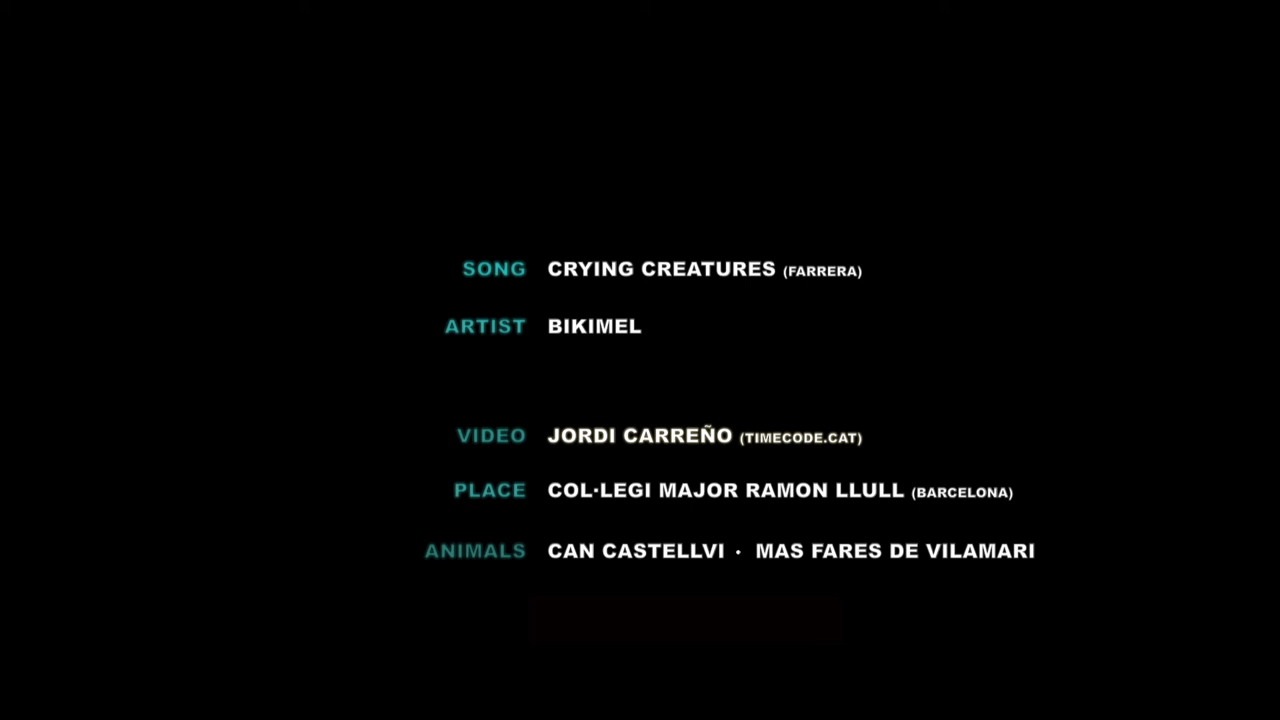 SONG CRYING CREATURES (FARRERA)
ARTIST BIKIMEL
VIDEO JORDI CARREÑO (TIMECODE.CAT)
PLACE COL·LEGI MAJOR RAMON LLULL (BARCELONA)
ANIMALS CAN CASTELLVI · MAS FARES DE VILAMARI